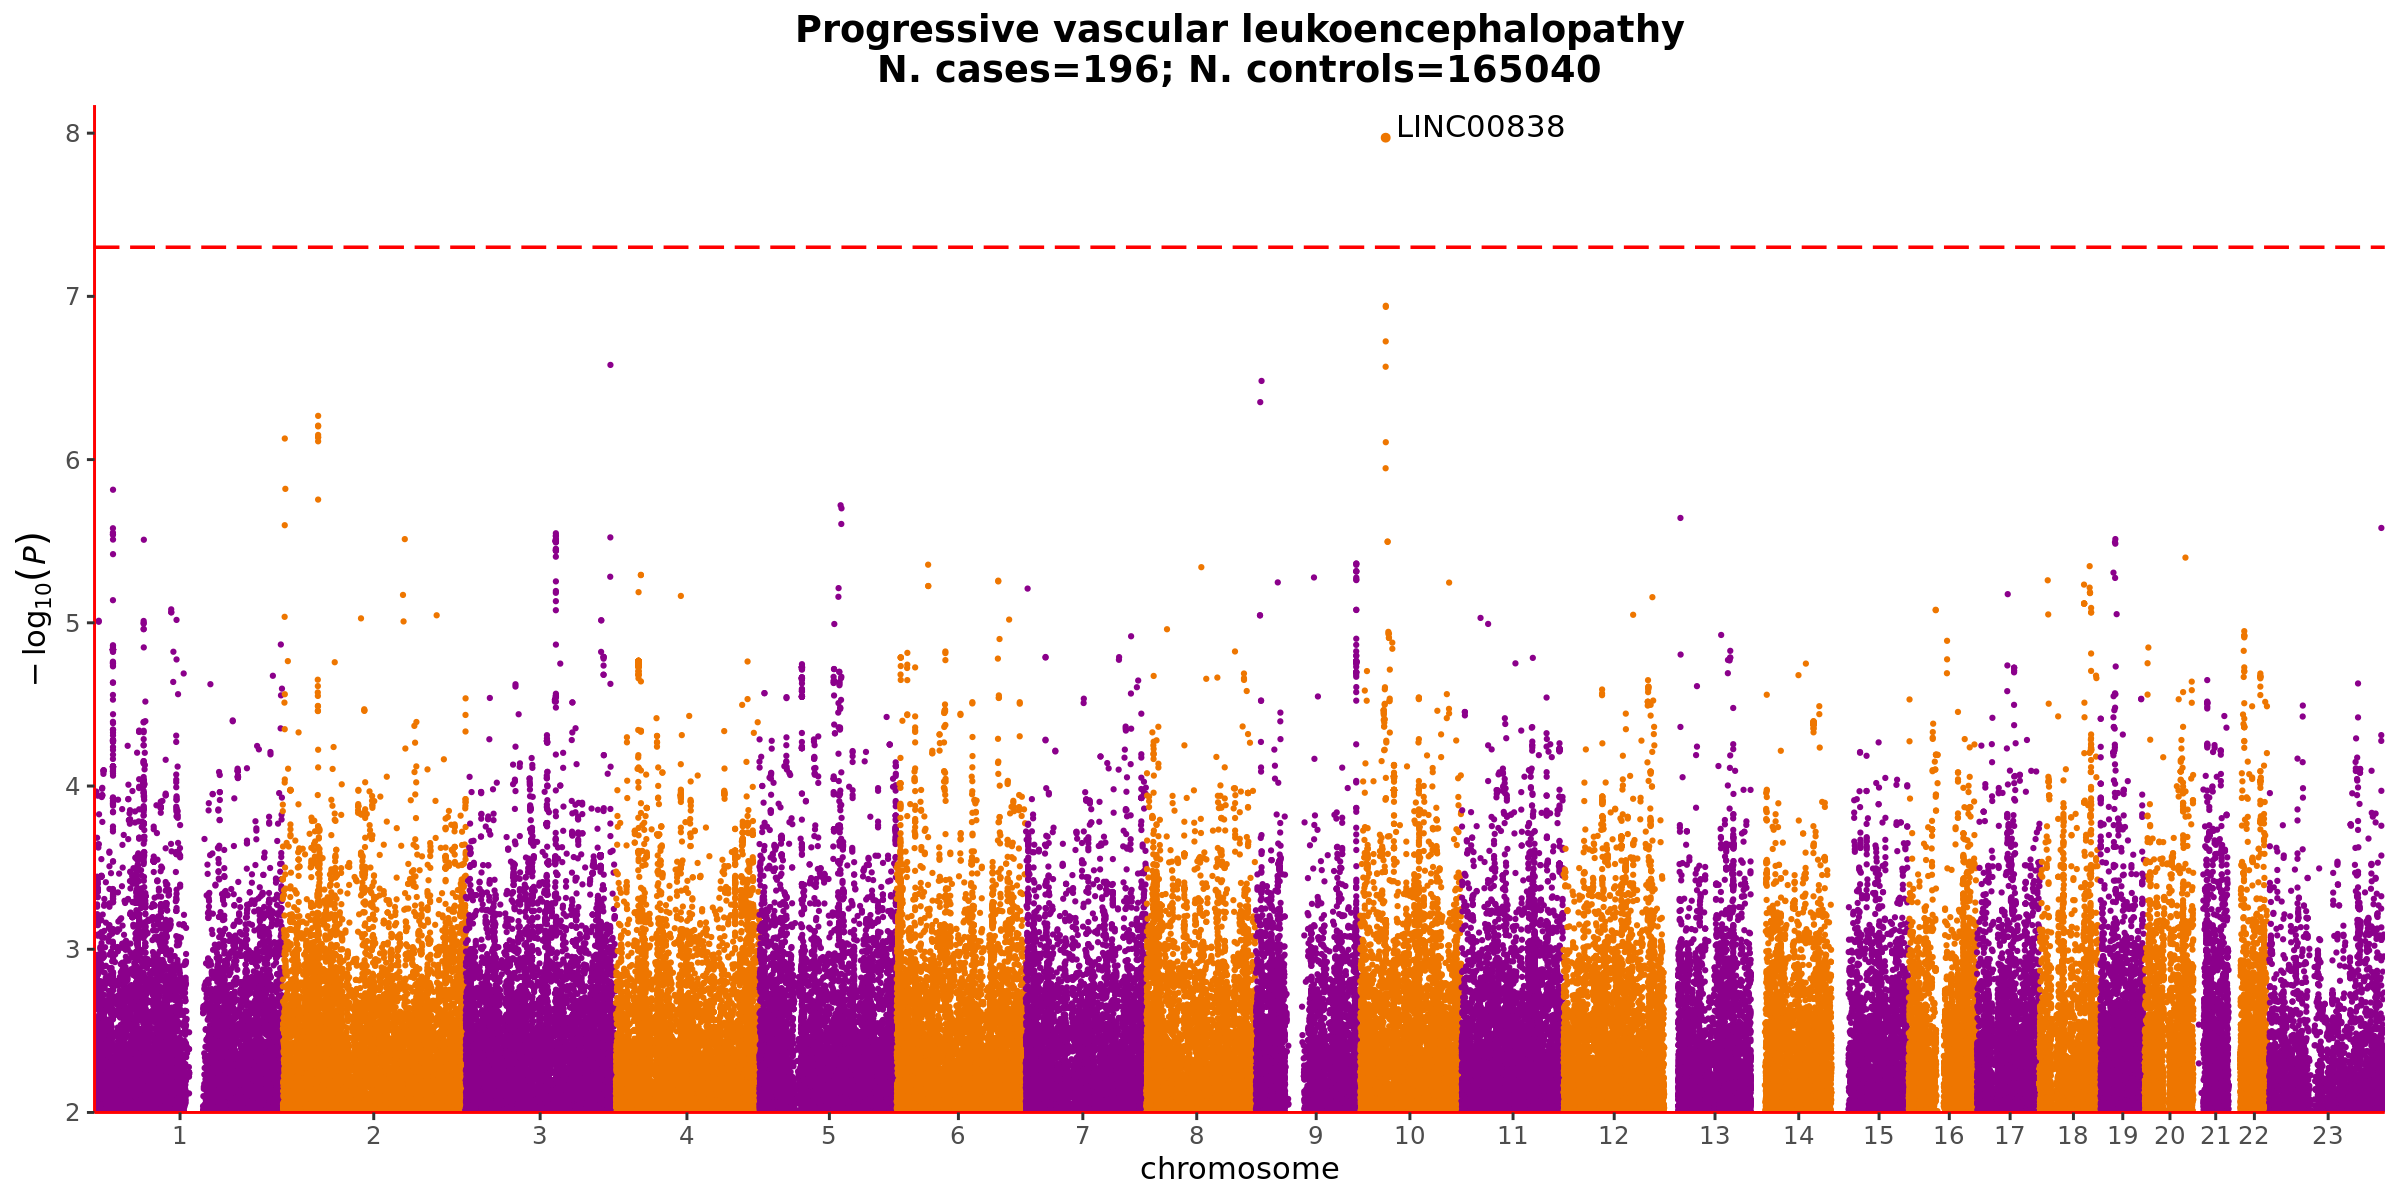 Progressive vascular leukoencephalopathy
N. cases=196; N. controls=165040
LINC00838
8
7
6
5
4
3
2
−log10(P)
1 2 3 4 5 6 7 8 9 10 11 12 13 14 15 16 17 18 19 20 21 22 23
chromosome